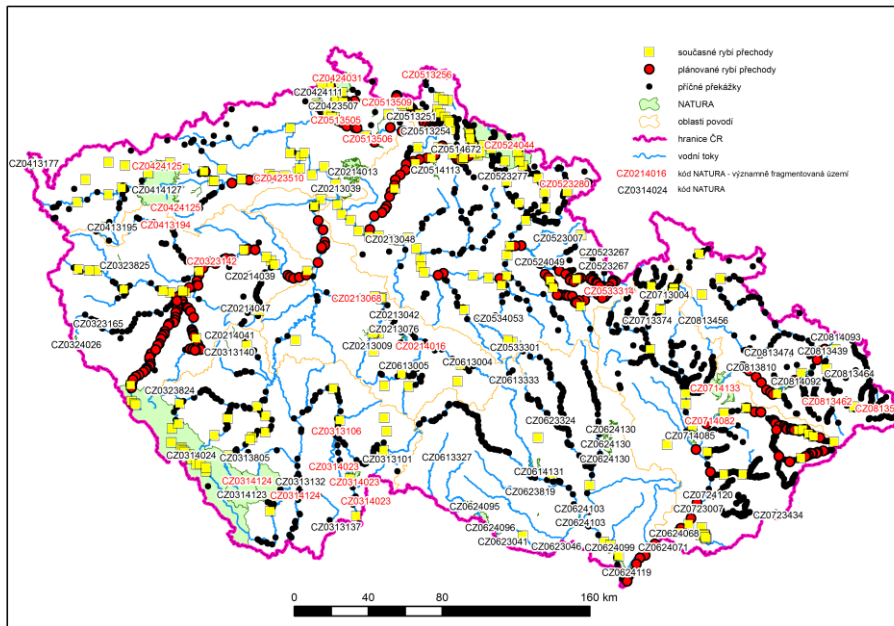 současné rybí přechody
plánované rybí přechody
příčné překážky
NATURA
oblasti povodí
hranice ČR
vodní toky
CZ0214016 kód NATURA - významně fragmentovaná území
CZ0314024 kód NATURA
CZ0424031
CZ0513256
CZ0424111
CZ0423507
CZ0513509
CZ0513505
CZ0513251
CZ0513254
CZ0513506
CZ0514672
CZ0524044
CZ0413177
CZ0424125
CZ0424013
CZ0514113
CZ0523277
CZ0523280
CZ0414127
CZ0423510
CZ0213039
CZ0424125
CZ0413195
CZ0413194
CZ0213048
CZ0523007
CZ0523267
CZ0323142
CZ0524049
CZ0523267
CZ0323825
CZ0214039
CZ0533314
CZ0213068
CZ0713004
CZ0214047
CZ0213042
CZ0534053
CZ0713374
CZ0813456
CZ0323165
CZ0213076
CZ0324026
CZ0214041
CZ0213009
CZ0214016
CZ0533301
CZ0814093
CZ0313140
CZ0813474
CZ0813439
CZ0613004
CZ0613005
CZ0813810
CZ0813464
CZ0613333
CZ0814092
CZ0323824
CZ0714133
CZ0813462
CZ0623324
CZ0714082
CZ0313106
CZ0624130
CZ0714085
CZ0313805
CZ0624130
CZ0314024
CZ0313101
CZ0613327
CZ0624130
CZ0314023
CZ0614131
CZ0314124
CZ0313132
CZ0314023
CZ0623819
CZ0314123
CZ0314124
CZ0314023
CZ0724120
CZ0624095
CZ0624103
CZ0723007
CZ0723434
CZ0313137
CZ0624103
CZ0624096
CZ0624068
CZ0623041
CZ0623046
CZ0624099
CZ0624071
CZ0624119
0 80 160 km